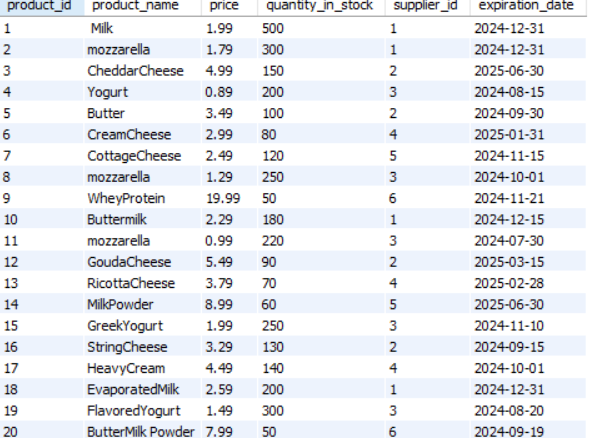 product_id product_name price quantity_in_stock supplier_id expiration_date
1 Milk 1.99 500 1 2024-12-31
2 mozzarella 1.79 300 1 2024-12-31
3 CheddarCheese 4.99 150 2 2025-06-30
4 Yogurt 0.89 200 3 2024-08-15
5 Butter 3.49 100 2 2024-09-30
6 CreamCheese 2.99 80 4 2025-01-31
7 CottageCheese 2.49 120 5 2024-11-15
8 mozzarella 1.29 250 3 2024-10-01
9 WheyProtein 19.99 50 6 2024-11-21
10 Buttermilk 2.29 180 1 2024-12-15
11 mozzarella 0.99 220 3 2024-07-30
12 GoudaCheese 5.49 90 2 2025-03-15
13 RicottaCheese 3.79 70 4 2025-02-28
14 MilkPowder 8.99 60 5 2025-06-30
15 GreekYogurt 1.99 250 3 2024-11-10
16 StringCheese 3.29 130 2 2024-09-15
17 HeavyCream 4.49 140 4 2024-10-01
18 EvaporatedMilk 2.59 200 1 2024-12-31
19 FlavoredYogurt 1.49 300 3 2024-08-20
20 ButterMilk Powder 7.99 50 6 2024-09-19